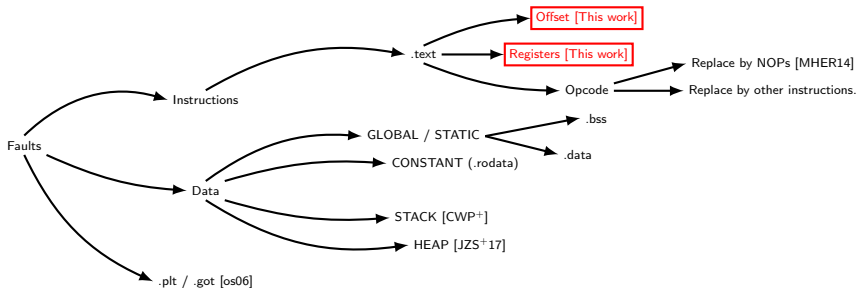 Offset [This work]
.text
Registers [This work]
Replace by NOPs [MHER14]
Opcode
Replace by other instructions.
Instructions
.bss
GLOBAL / STATIC
Faults
.data
CONSTANT (.rodata)
Data
STACK [CWP+]
HEAP [JZS+17]
.plt / .got [os06]